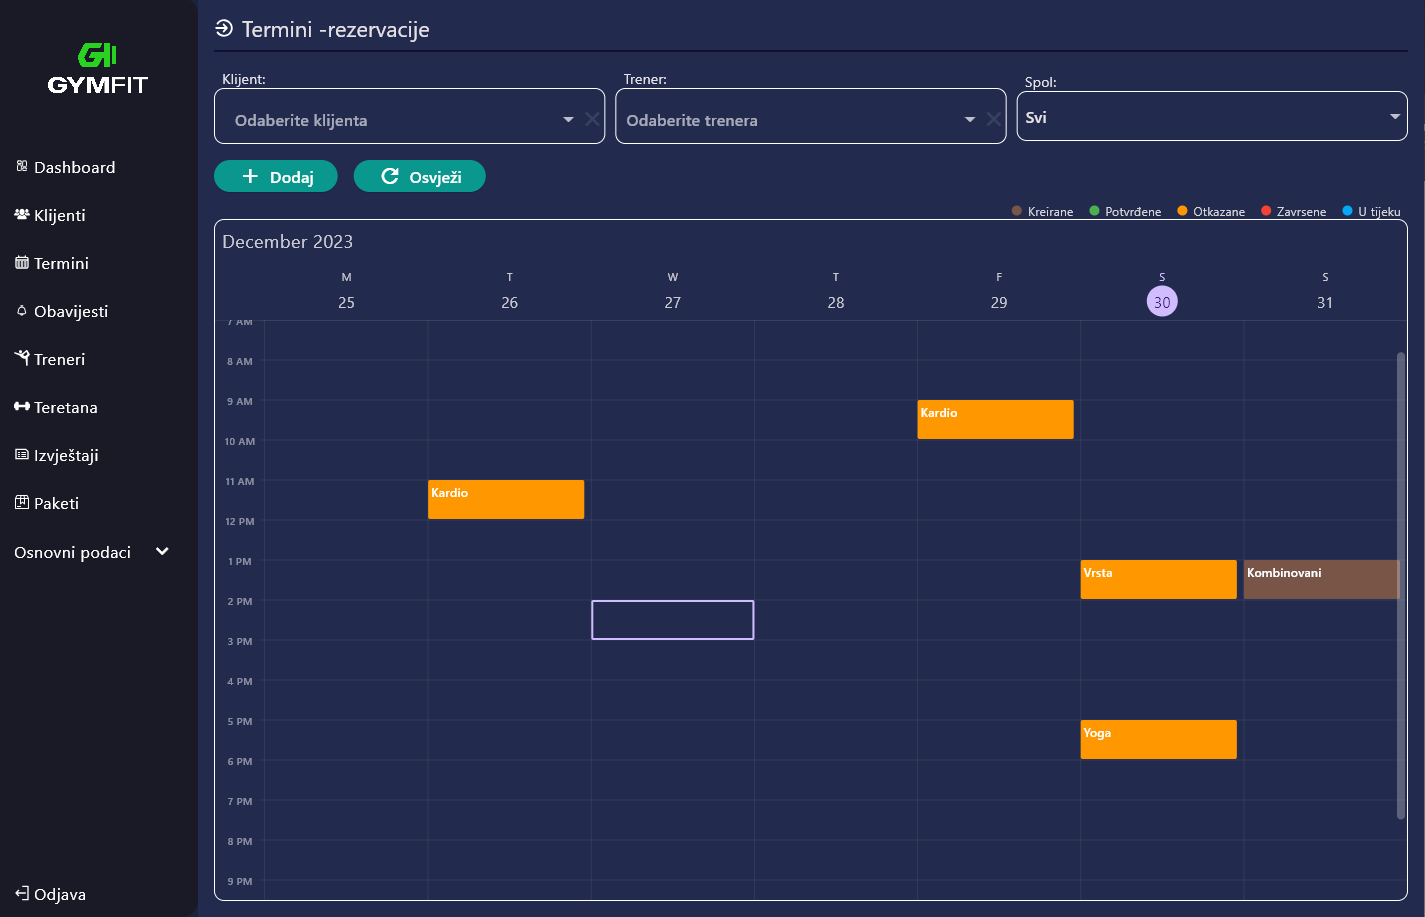 Termini -rezervacije
GYMFIT
Klijent:
Trener:
Spol:
Odaberite klijenta
Odaberite trenera
Svi
Dodaj
Osvježi
Kreirane
Potvrđene
Otkazane
Zavrsene
U tijeku
Dashboard
Klijenti
Termini
Obavijesti
Treneri
Teretana
Izvještaji
Paketi
Osnovni podaci
Odjava
December 2023
M T W T F S S
25 26 27 28 29 30 31
7 AM
8 AM
9 AM
Kardio
10 AM
11 AM
Kardio
12 PM
1 PM
Vrsta
Kombinovani
2 PM
3 PM
4 PM
5 PM
Yoga
6 PM
7 PM
8 PM
9 PM